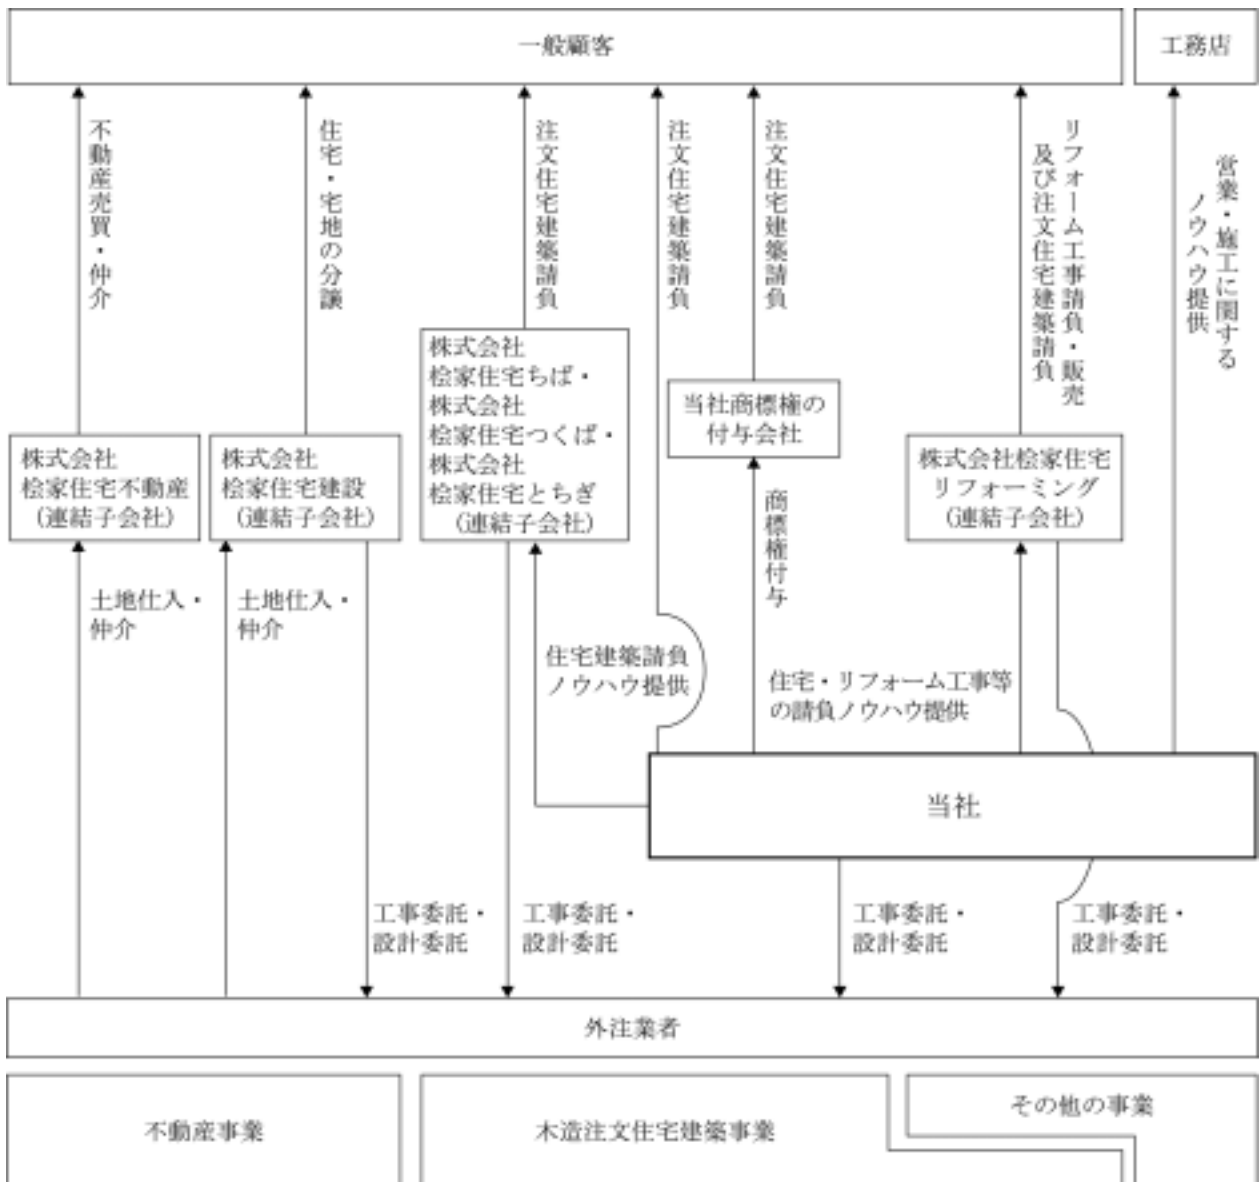 一般顧客
工務店
不動産売買・仲介
住宅・宅地の分譲
注文住宅建築請負
注文住宅建築請負
注文住宅建築請負
リフォーム工事請負・販売
及び注文住宅建築請負
営業・施工に関する
ノウハウ提供
株式会社
桧家住宅不動産
(連結子会社)
株式会社
桧家住宅建設
(連結子会社)
株式会社
桧家住宅ちば・
株式会社
桧家住宅つくば・
株式会社
桧家住宅とちぎ
(連結子会社)
当社商標権の
付与会社
株式会社桧家住宅
リフォーミング
(連結子会社)
土地仕入・
仲介
土地仕入・
仲介
住宅建築請負
ノウハウ提供
商標権付与
住宅・リフォーム工事等
の請負ノウハウ提供
当社
工事委託・
設計委託
工事委託・
設計委託
工事委託・
設計委託
工事委託・
設計委託
外注業者
不動産事業
木造注文住宅建築事業
その他の事業